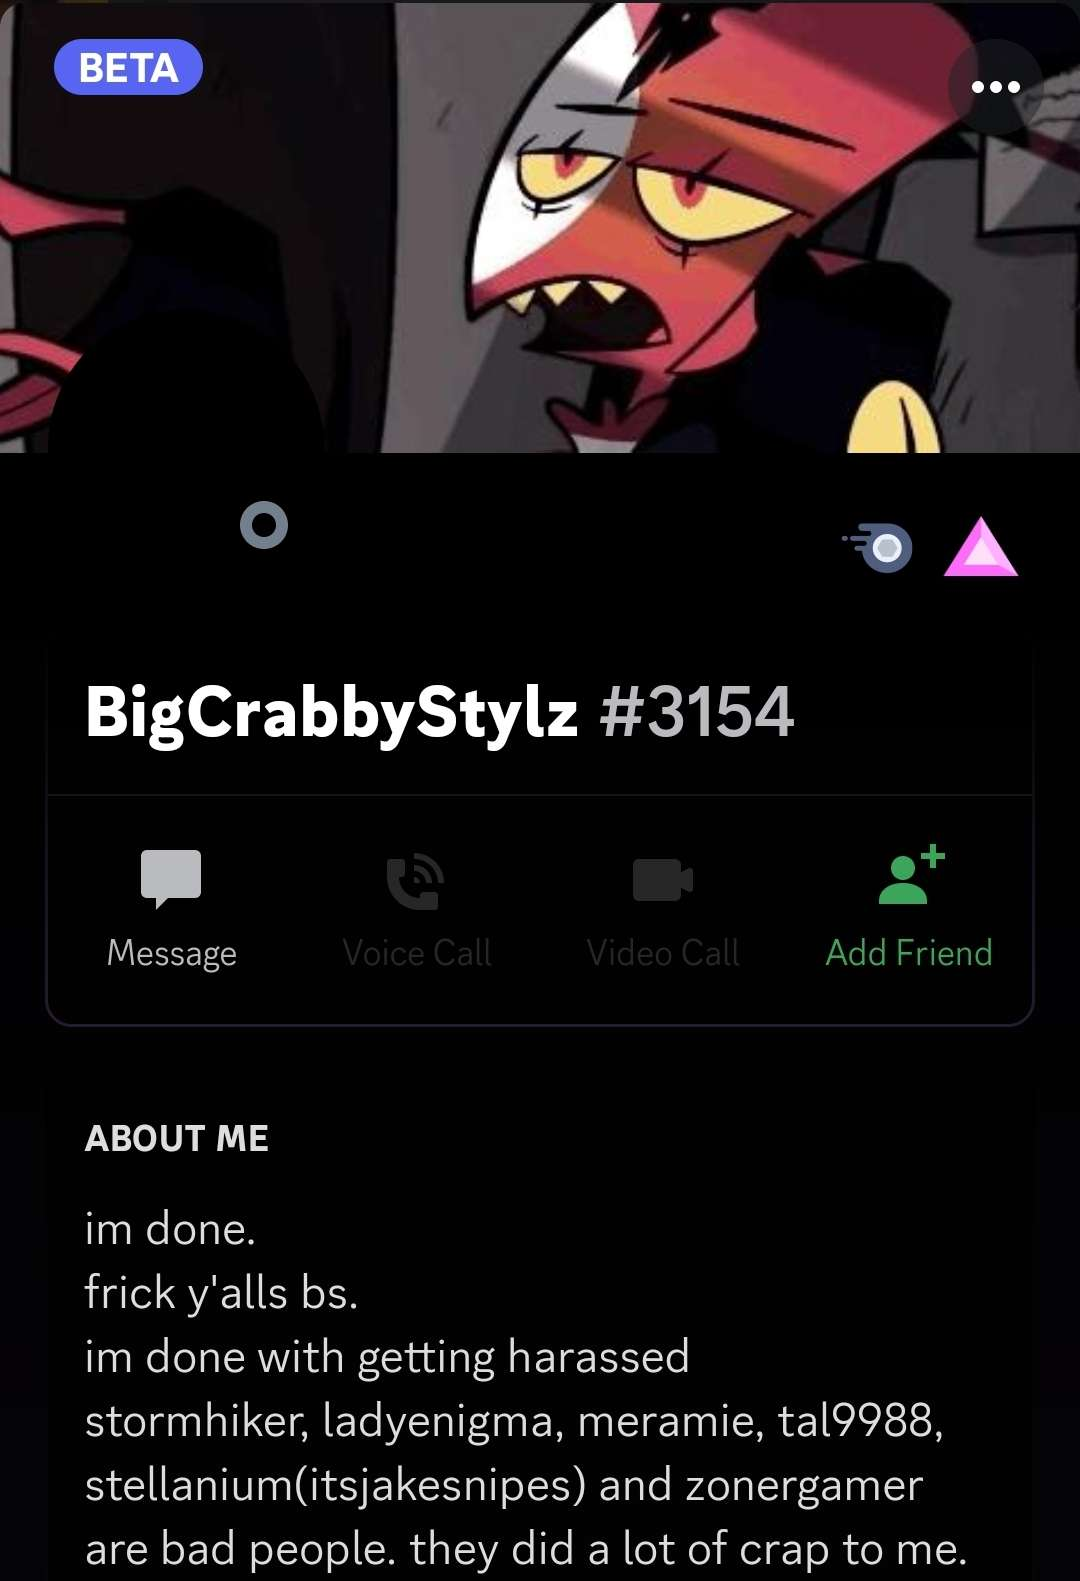 BETA
BigCrabbyStylz #3154
Message
Voice Call
Video Call
Add Friend
ABOUT ME
im done.
frick y'alls bs.
im done with getting harassed
stormhiker, ladyenigma, meramie, tal9988,
stellanium(itsjakesnipes) and zonergamer
are bad people. they did a lot of crap to me.